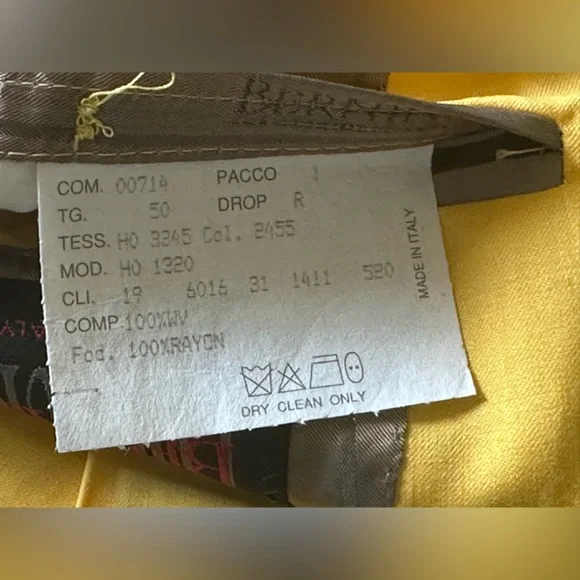 COM. 00714 PACCO 1
TG. 50 DROP R
TESS. HO 3345 Col. 2455
MOD. HO 1320
CLI. 19 6016 31 1411 520
COMP. 100%WV
Fod. 100%RAYON
DRY CLEAN ONLY
MADE IN ITALY